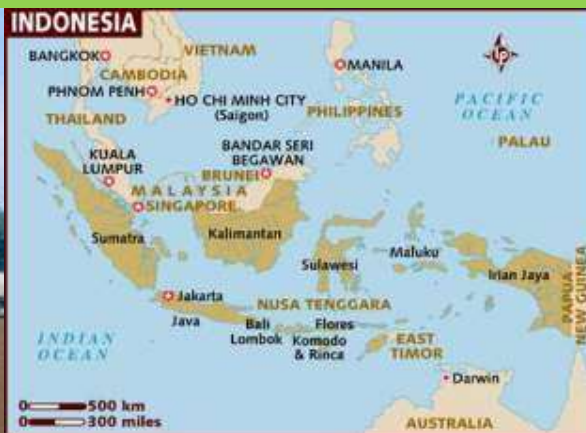 INDONESIA
BANGKOK
VIETNAM
CAMBODIA
MANILA
PHNOM PENH
HO CHI MINH CITY
(Saigon)
PACIFIC
OCEAN
THAILAND
PHILIPPINES
PALAU
KUALA
LUMPUR
BANDAR SERI
BEGAWAN
BRUNEI
MALAYSIA
SINGAPORE
Sumatra
Kalimantan
Sulawesi
Maluku
Irian Jaya
PAPUA
NEW GUINEA
Jakarta
NUSA TENGGARA
Java
Bali
Lombok
Flores
Komodo
& Rinca
EAST
TIMOR
INDIAN
OCEAN
Darwin
0 500 km
0 300 miles
AUSTRALIA